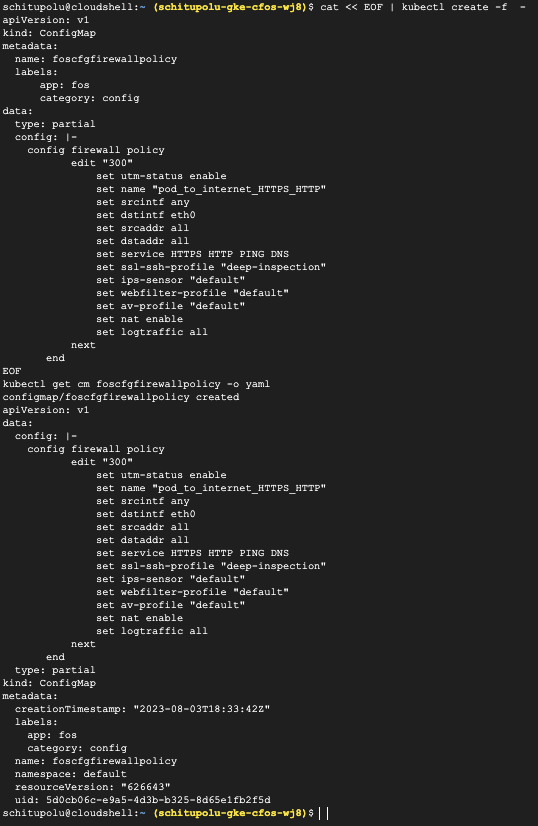 schitupolu@cloudshell:~ (schitupolu-gke-cfos-wj8)$ cat << EOF | kubectl create -f  -
apiVersion: v1
kind: ConfigMap
metadata:
  name: foscfgfirewallpolicy
  labels:
      app: fos
      category: config
data:
  type: partial
  config: |-
    config firewall policy
           edit "300"
               set utm-status enable
               set name "pod_to_internet_HTTPS_HTTP"
               set srcintf any
               set dstintf eth0
               set srcaddr all
               set dstaddr all
               set service HTTPS HTTP PING DNS
               set ssl-ssh-profile "deep-inspection"
               set ips-sensor "default"
               set webfilter-profile "default"
               set av-profile "default"
               set nat enable
               set logtraffic all
           next
       end
EOF
kubectl get cm foscfgfirewallpolicy -o yaml
configmap/foscfgfirewallpolicy created
apiVersion: v1
data:
  config: |-
    config firewall policy
           edit "300"
               set utm-status enable
               set name "pod_to_internet_HTTPS_HTTP"
               set srcintf any
               set dstintf eth0
               set srcaddr all
               set dstaddr all
               set service HTTPS HTTP PING DNS
               set ssl-ssh-profile "deep-inspection"
               set ips-sensor "default"
               set webfilter-profile "default"
               set av-profile "default"
               set nat enable
               set logtraffic all
           next
       end
  type: partial
kind: ConfigMap
metadata:
  creationTimestamp: "2023-08-03T18:33:42Z"
  labels:
    app: fos
    category: config
  name: foscfgfirewallpolicy
  namespace: default
  resourceVersion: "626643"
  uid: 5d0cb06c-e9a5-4d3b-b325-8d65e1fb2f5d
schitupolu@cloudshell:~ (schitupolu-gke-cfos-wj8)$